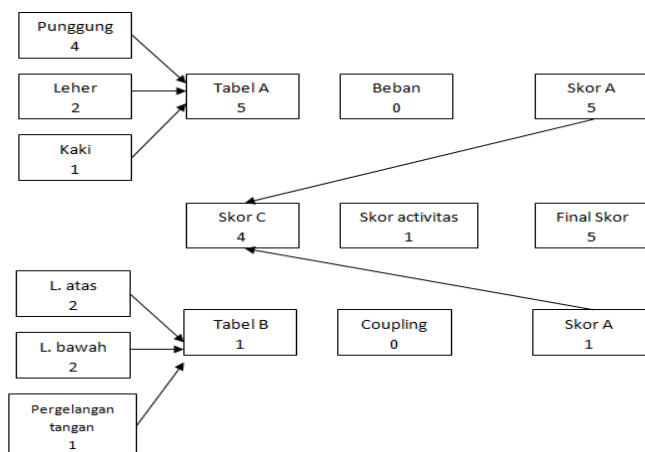 Punggung
4
Leher
2
Kaki
1
Tabel A
5
Beban
0
Skor A
5
Skor C
4
Skor activitas
1
Final Skor
5
L. atas
2
L. bawah
2
Pergelangan
tangan
1
Tabel B
1
Coupling
0
Skor A
1